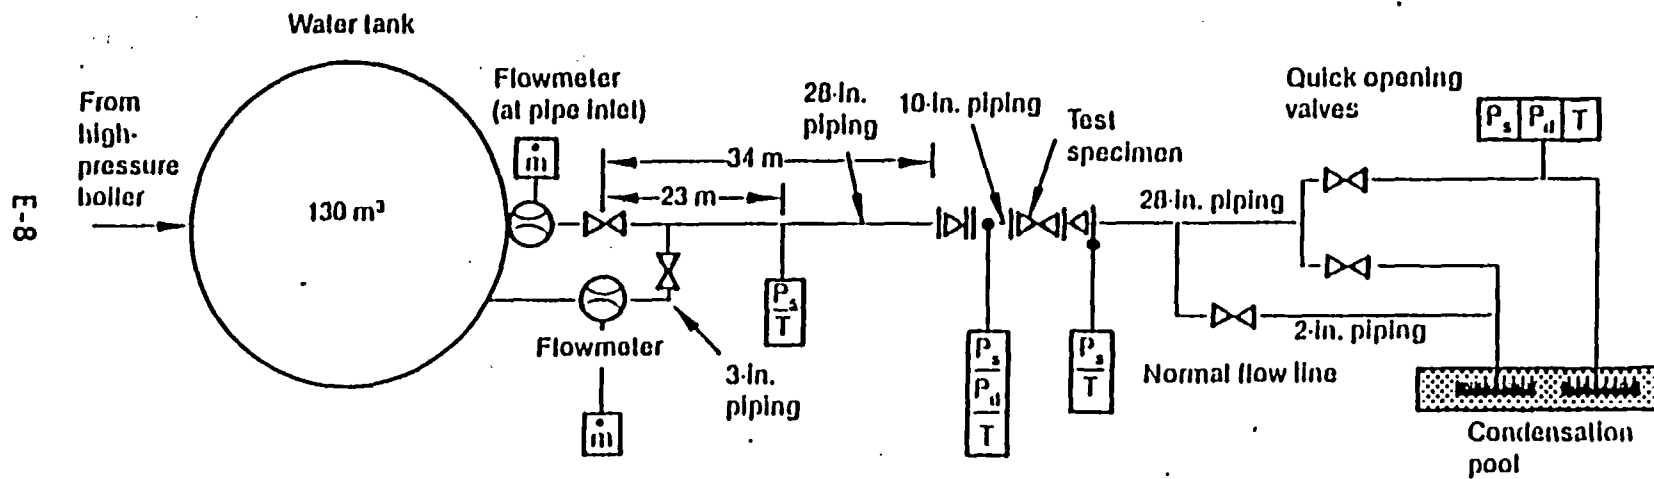 Water tank
From
high-
pressure
boiler
130 m³
Flowmeter
(at pipe inlet)
ṁ
34 m
23 m
28-in.
piping
10-in. piping
Test
specimen
Quick opening
valves
Ps Pd T
28-in. piping
Ps
T
Flowmeter
ṁ
3-in.
piping
Ps
Pd
T
Ps
T
2-in. piping
Normal flow line
Condensation
pool
E-8